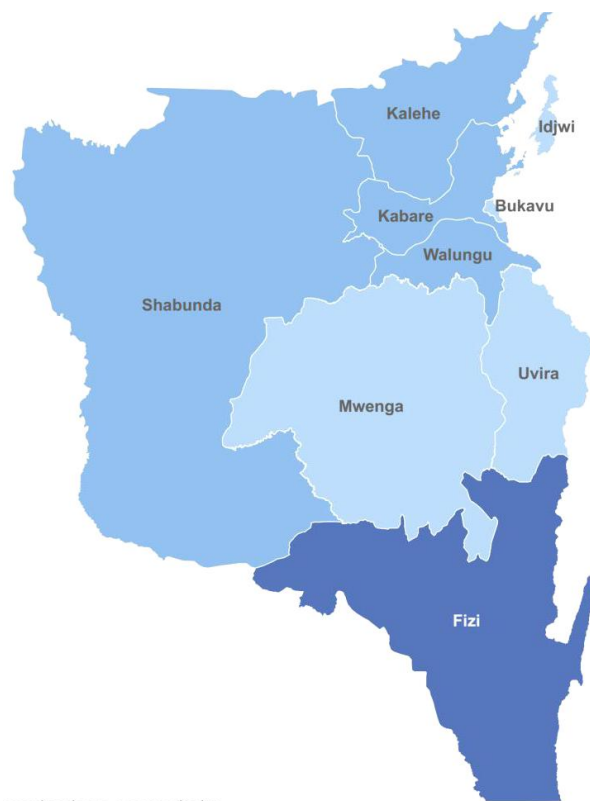 Kalehe
Idjwi
Kabare
Bukavu
Walungu
Shabunda
Uvira
Mwenga
Fizi